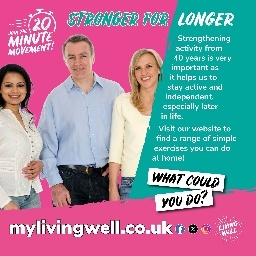 JOIN THE
20
MINUTE
MOVEMENT!
STRONGER FOR LONGER
Strengthening
activity from
40 years is very
important as
it helps us to
stay active and
independent,
especially later
in life.
Visit our website to
find a range of simple
exercises you can do
at home!
WHAT COULD
YOU DO?
mylivingwell.co.uk
LIVING
WELL